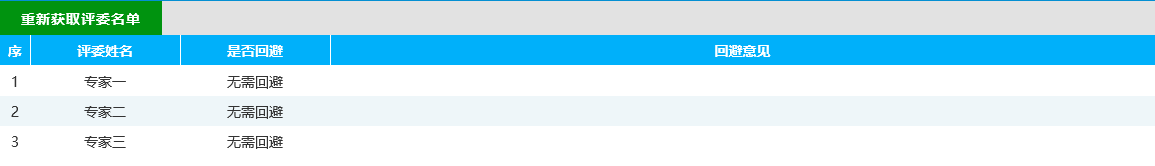 重新获取评委名单
序 评委姓名 是否回避 回避意见
1 专家一 无需回避
2 专家二 无需回避
3 专家三 无需回避